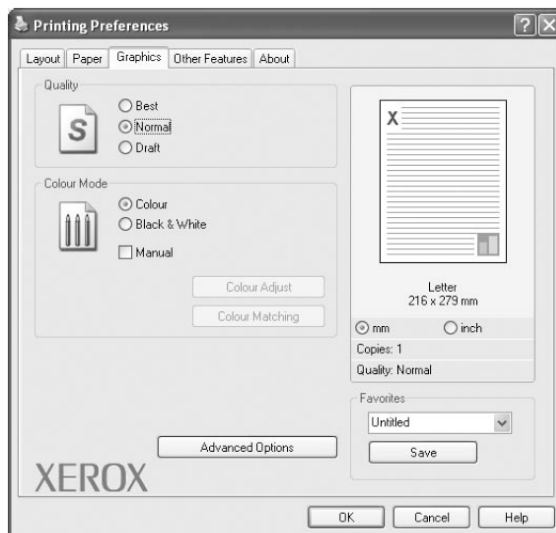 Printing Preferences
Layout Paper Graphics Other Features About
Quality
S
Best
Normal
Draft
Colour Mode
Colour
Black & White
Manual
Colour Adjust
Colour Matching
X
Letter
216 x 279 mm
mm inch
Copies: 1
Quality: Normal
Favorites
Untitled
Save
Advanced Options
XEROX
OK Cancel Help